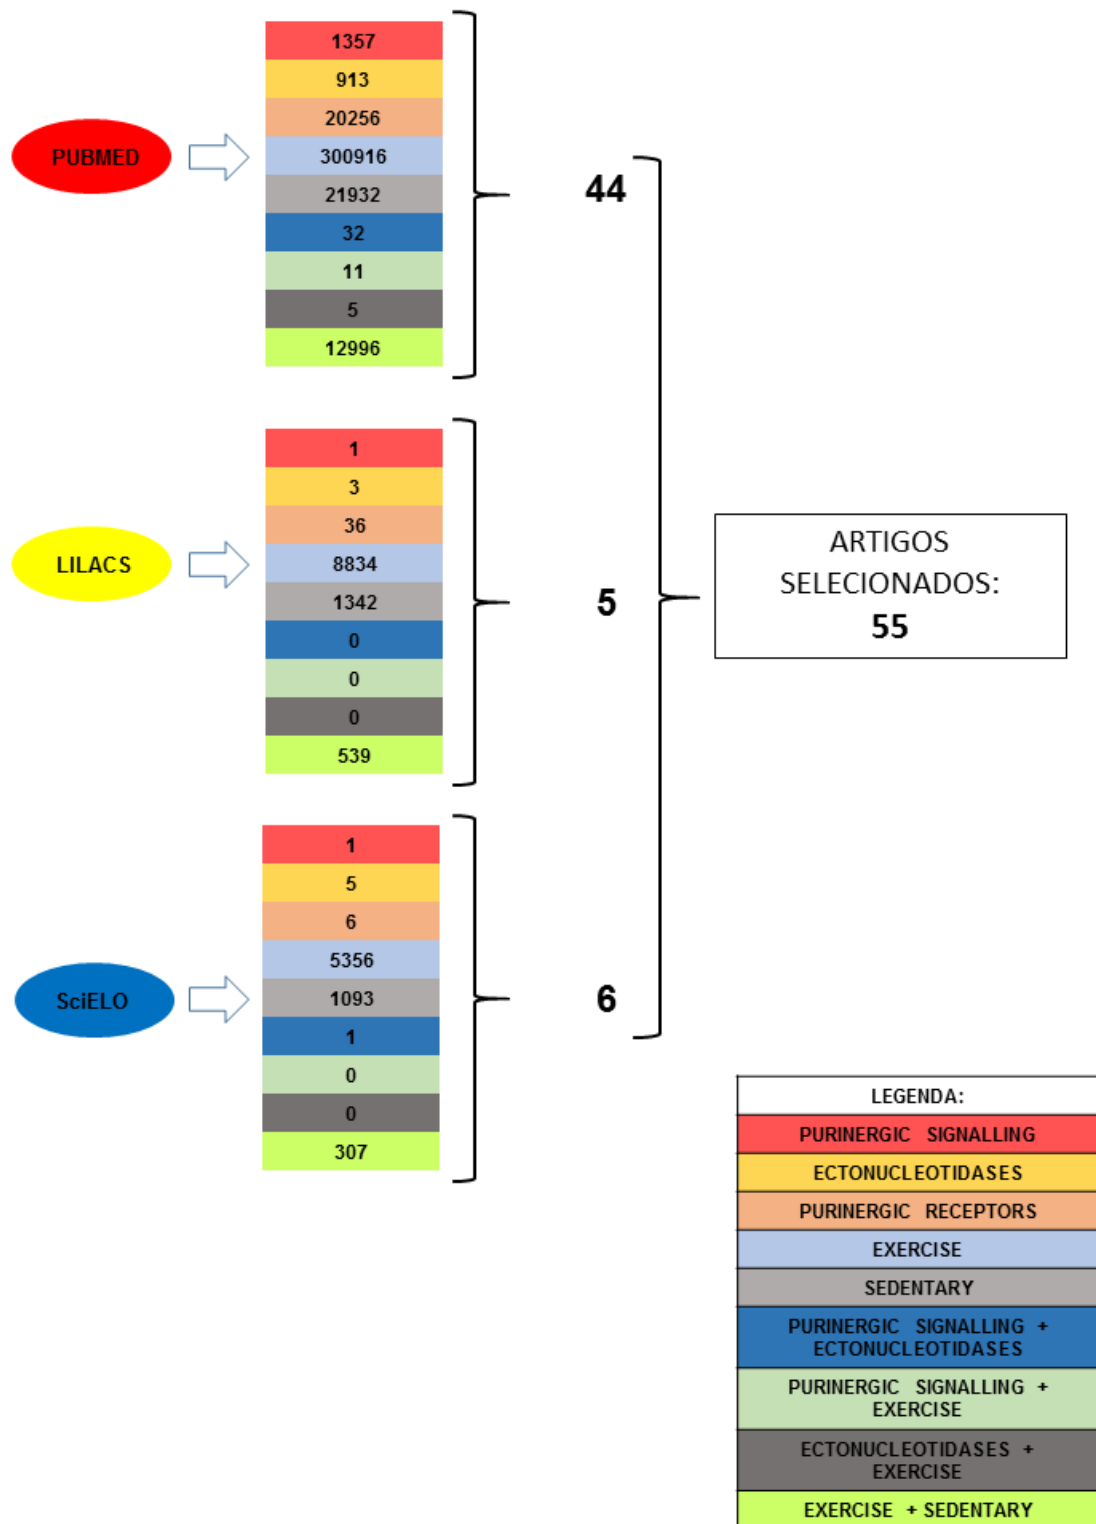 PUBMED
1357
913
20256
300916
21932
32
11
5
12996
44
LILACS
1
3
36
8834
1342
0
0
0
539
5
SciELO
1
5
6
5356
1093
1
0
0
307
6
ARTIGOS
SELECIONADOS:
55
LEGENDA:
PURINERGIC SIGNALLING
ECTONUCLEOTIDASES
PURINERGIC RECEPTORS
EXERCISE
SEDENTARY
PURINERGIC SIGNALLING +
ECTONUCLEOTIDASES
PURINERGIC SIGNALLING +
EXERCISE
ECTONUCLEOTIDASES +
EXERCISE
EXERCISE + SEDENTARY